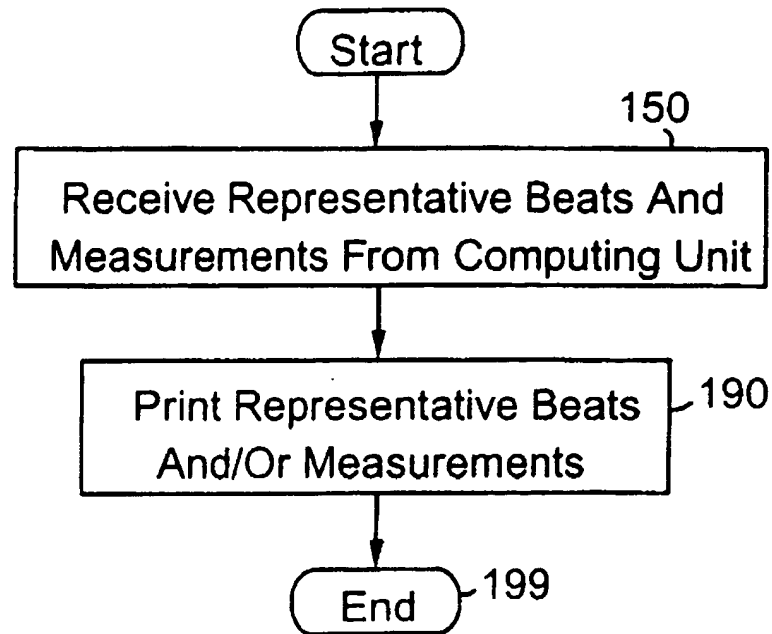 Start
150
Receive Representative Beats And
Measurements From Computing Unit
Print Representative Beats
And/Or Measurements
190
End
199